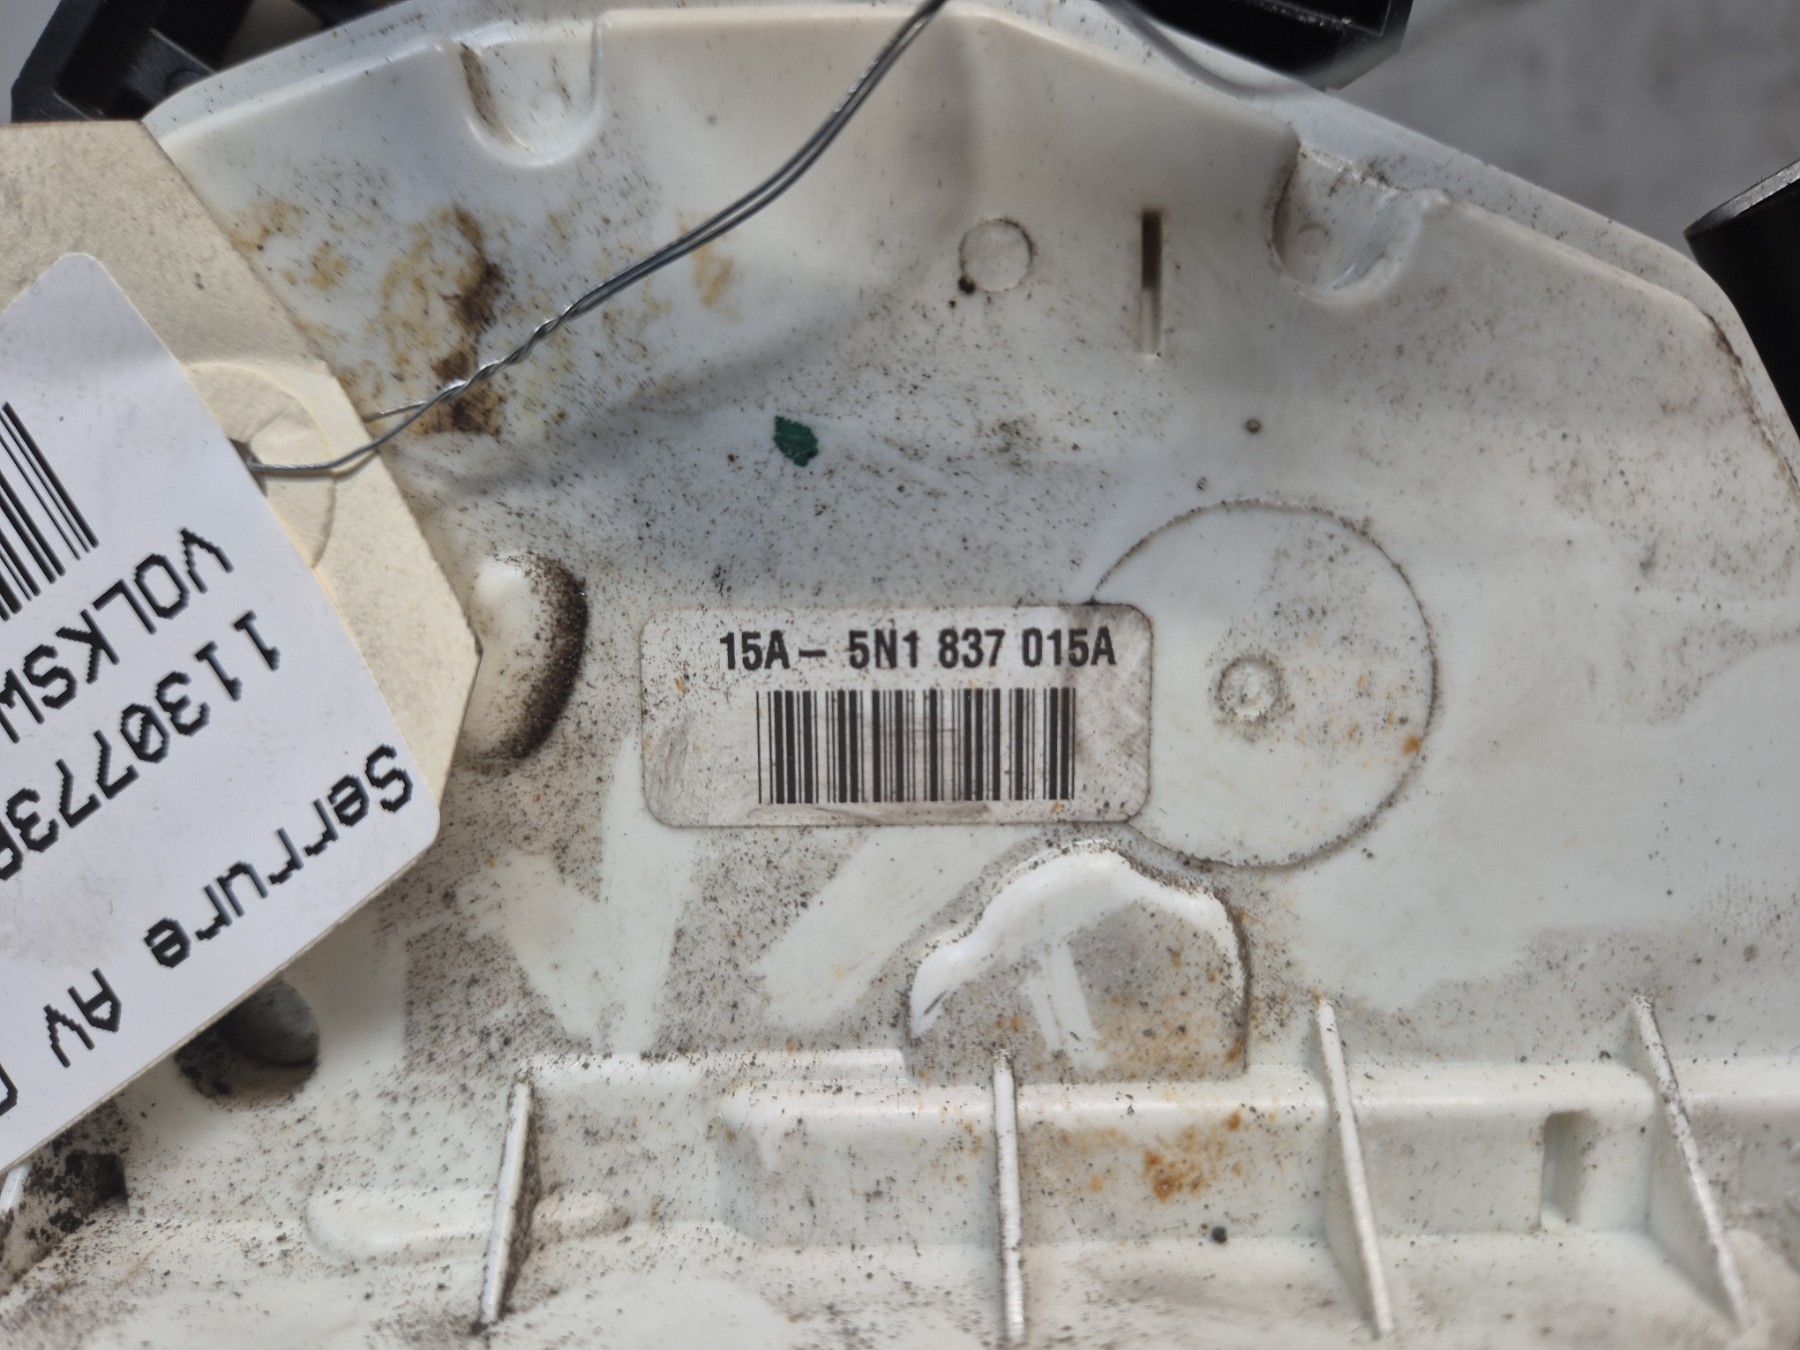 15A – 5N1 837 015A
VOLKSW
1130773
Serrure AV